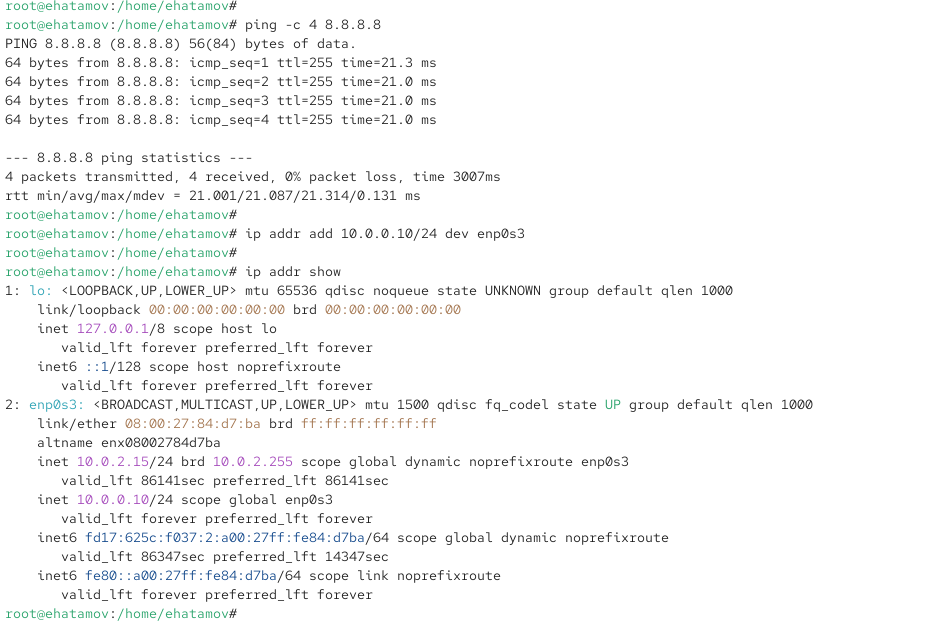 root@ehatamov:/home/ehatamov#
root@ehatamov:/home/ehatamov# ping -c 4 8.8.8.8
PING 8.8.8.8 (8.8.8.8) 56(84) bytes of data.
64 bytes from 8.8.8.8: icmp_seq=1 ttl=255 time=21.3 ms
64 bytes from 8.8.8.8: icmp_seq=2 ttl=255 time=21.0 ms
64 bytes from 8.8.8.8: icmp_seq=3 ttl=255 time=21.0 ms
64 bytes from 8.8.8.8: icmp_seq=4 ttl=255 time=21.0 ms

--- 8.8.8.8 ping statistics ---
4 packets transmitted, 4 received, 0% packet loss, time 3007ms
rtt min/avg/max/mdev = 21.001/21.087/21.314/0.131 ms
root@ehatamov:/home/ehatamov#
root@ehatamov:/home/ehatamov# ip addr add 10.0.0.10/24 dev enp0s3
root@ehatamov:/home/ehatamov#
root@ehatamov:/home/ehatamov# ip addr show
1: lo: <LOOPBACK,UP,LOWER_UP> mtu 65536 qdisc noqueue state UNKNOWN group default qlen 1000
    link/loopback 00:00:00:00:00:00 brd 00:00:00:00:00:00
    inet 127.0.0.1/8 scope host lo
       valid_lft forever preferred_lft forever
    inet6 ::1/128 scope host noprefixroute
       valid_lft forever preferred_lft forever
2: enp0s3: <BROADCAST,MULTICAST,UP,LOWER_UP> mtu 1500 qdisc fq_codel state UP group default qlen 1000
    link/ether 08:00:27:84:d7:ba brd ff:ff:ff:ff:ff:ff
    altname enx08002784d7ba
    inet 10.0.2.15/24 brd 10.0.2.255 scope global dynamic noprefixroute enp0s3
       valid_lft 86141sec preferred_lft 86141sec
    inet 10.0.0.10/24 scope global enp0s3
       valid_lft forever preferred_lft forever
    inet6 fd17:625c:f037:2:a00:27ff:fe84:d7ba/64 scope global dynamic noprefixroute
       valid_lft 86347sec preferred_lft 14347sec
    inet6 fe80::a00:27ff:fe84:d7ba/64 scope link noprefixroute
       valid_lft forever preferred_lft forever
root@ehatamov:/home/ehatamov#